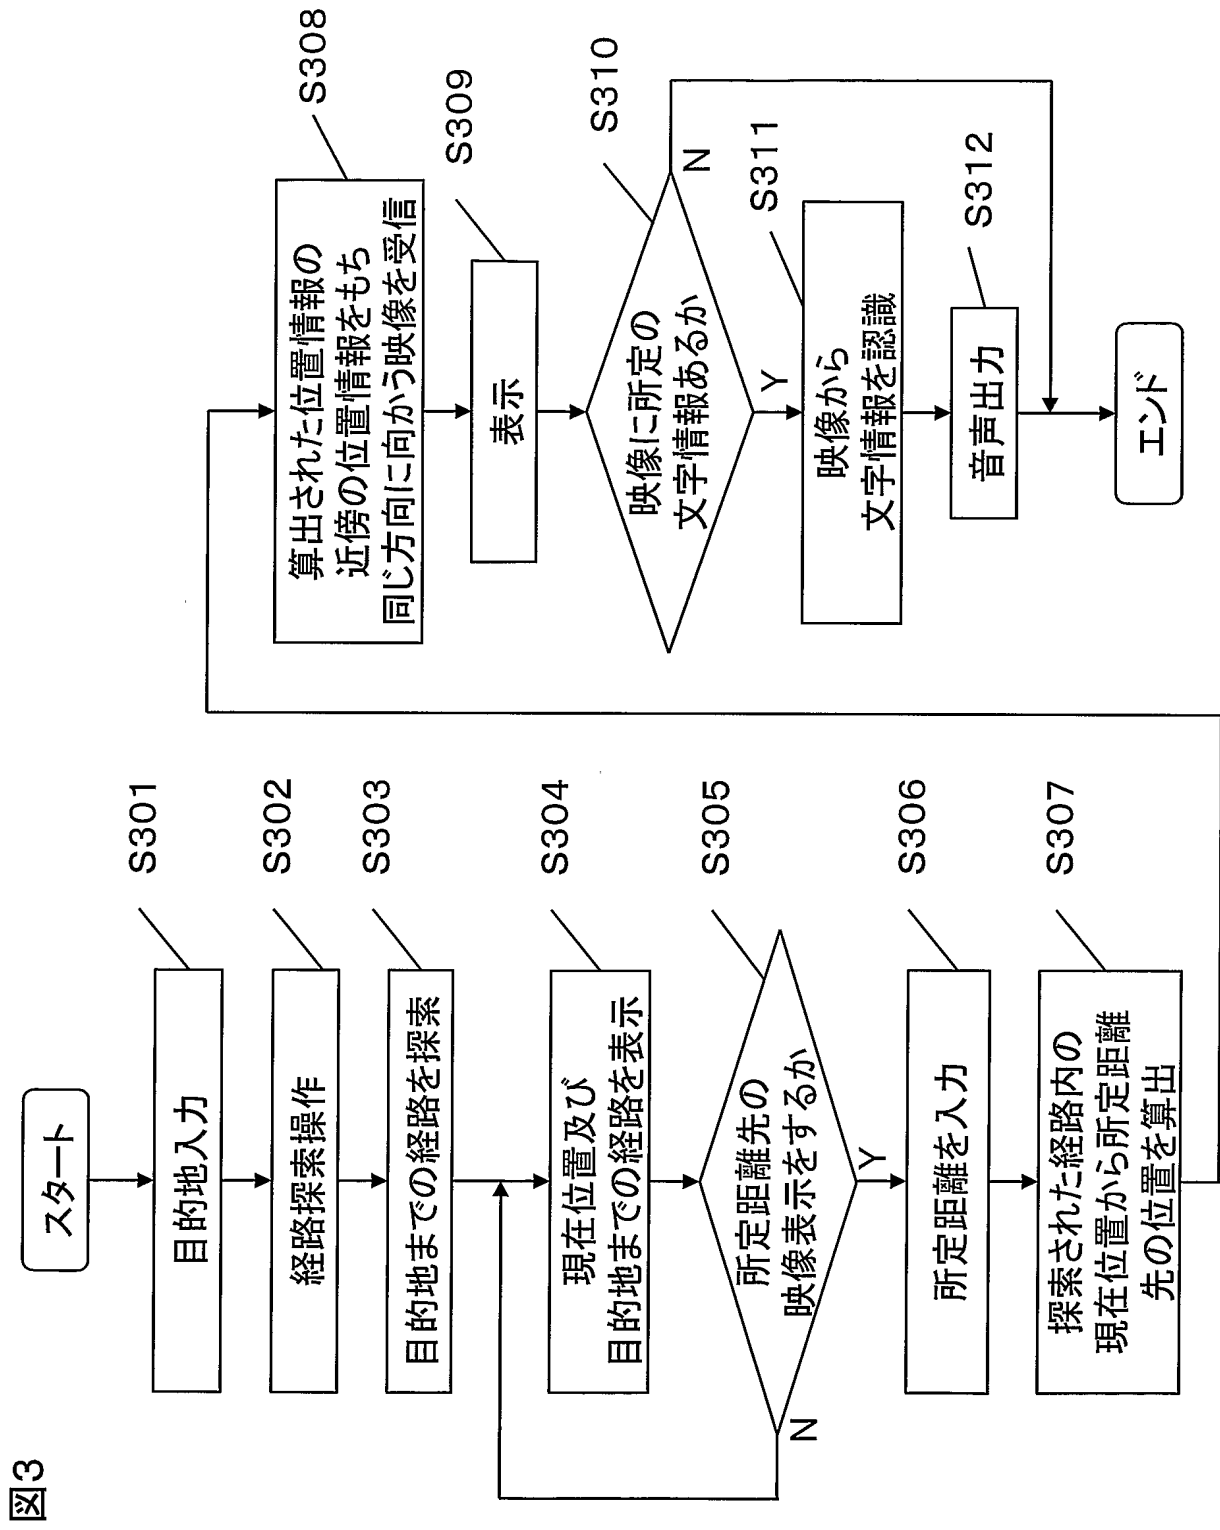 図3
スタート
目的地入力
S301
経路探索操作
S302
目的地までの経路を探索
S303
現在位置及び
目的地までの経路を表示
S304
所定距離先の
映像表示をするか
S305
N
Y
所定距離を入力
S306
探索された経路内の
現在位置から所定距離
先の位置を算出
S307
算出された位置情報の
近傍の位置情報をもち
同じ方向に向かう映像を受信
S308
表示
S309
映像に所定の
文字情報あるか
S310
N
Y
映像から
文字情報を認識
S311
音声出力
S312
エンド